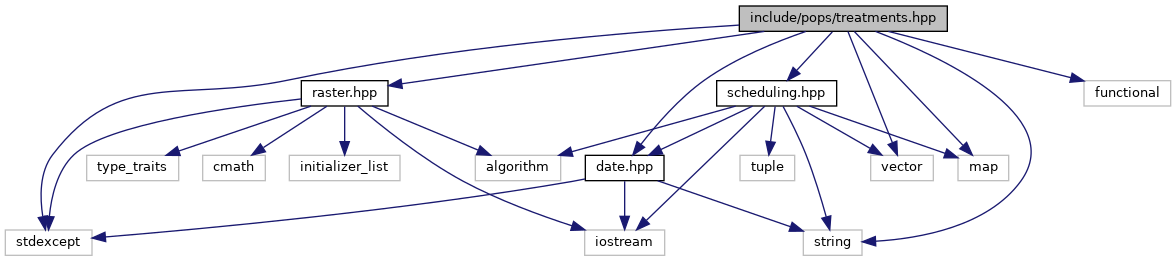 include/pops/treatments.hpp
raster.hpp
scheduling.hpp
functional
type_traits
cmath
initializer_list
algorithm
date.hpp
tuple
vector
map
stdexcept
iostream
string